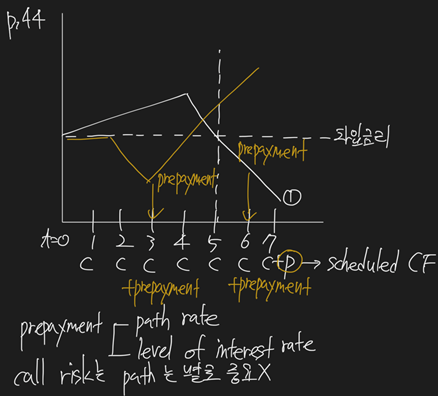 p.44
차입금리
prepayment
prepayment
①
t=0 1 2 3 4 5 6 7
C C C C C C C+P → scheduled CF
+prepayment +prepayment
prepayment [ path rate
level of interest rate
call risk는 path는 별로 중요X